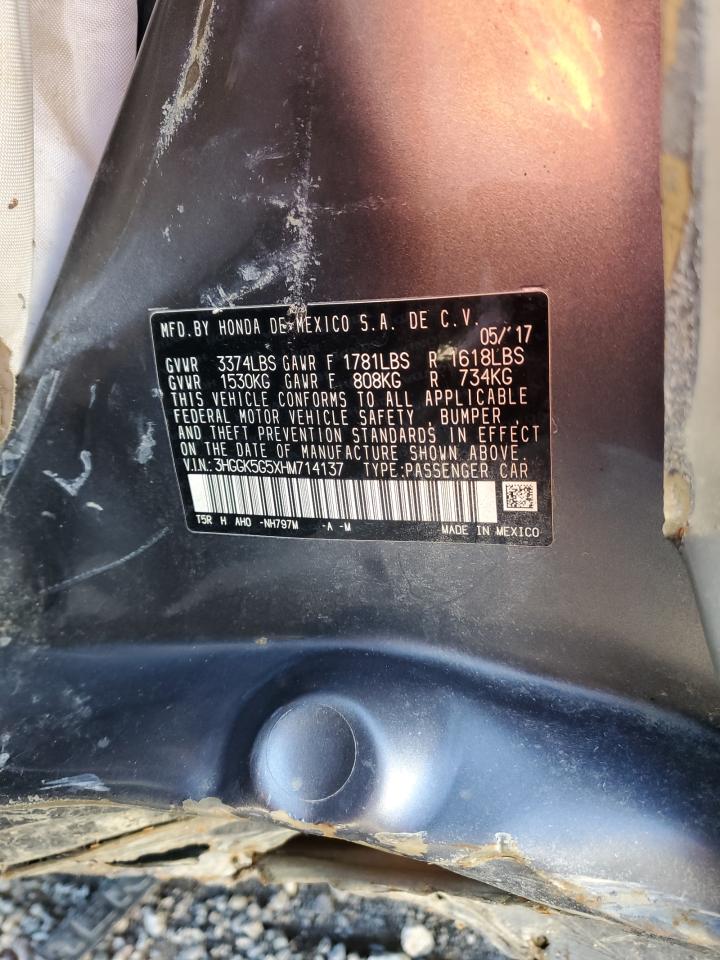 MFD.BY HONDA DE MEXICO S.A. DE C.V.
05/'17
GVWR 3374LBS GAWR F 1781LBS R 1618LBS
GVWR 1530KG GAWR F 808KG R 734KG
THIS VEHICLE CONFORMS TO ALL APPLICABLE
FEDERAL MOTOR VEHICLE SAFETY, BUMPER
AND THEFT PREVENTION STANDARDS IN EFFECT
ON THE DATE OF MANUFACTURE SHOWN ABOVE.
V.I.N.:3HGGK5G5XHM714137 TYPE:PASSENGER CAR
T5R H AH0 -NH797M -A -M MADE IN MEXICO